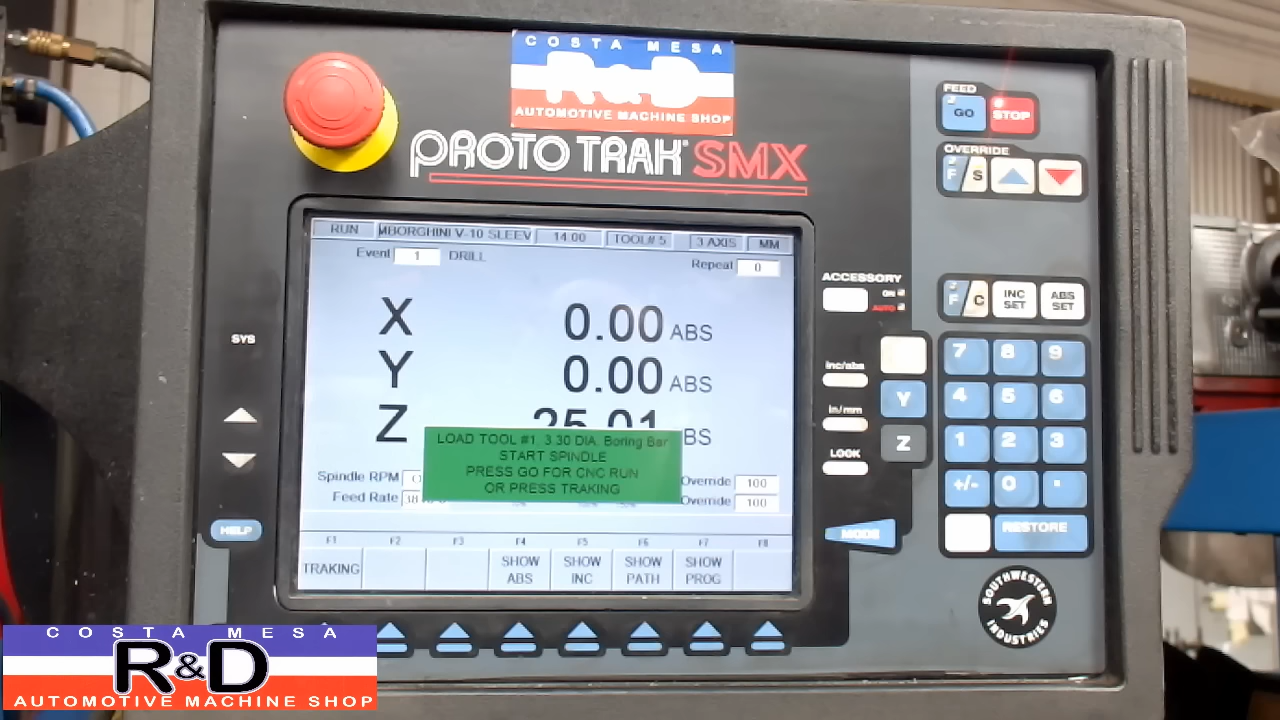 COSTA MESA
R&D
AUTOMOTIVE MACHINE SHOP
PROTOTRAK SMX
FEED
GO STOP
OVERRIDE
F/S
RUN MBORGHINI V-10 SLEEV 14:00 TOOL# 5 3 AXIS MM
Event 1 DRILL Repeat 0
X 0.00 ABS
Y 0.00 ABS
Z 25.01 BS
LOAD TOOL #1 3.30 DIA. Boring Bar
START SPINDLE
PRESS GO FOR CNC RUN
OR PRESS TRAKING
Spindle RPM Override 100
Feed Rate Override 100
F1 F2 F3 F4 F5 F6 F7 F8
TRAKING SHOW ABS SHOW INC SHOW PATH SHOW PROG
SYS
HELP
ACCESSORY
ON
AUTO
inc/abs
in/mm
LOOK
MODE
F/C INC SET ABS SET
7 8 9
Y 4 5 6
Z 1 2 3
+/- 0 .
RESTORE
SOUTHWESTERN
INDUSTRIES
COSTA MESA
R&D
AUTOMOTIVE MACHINE SHOP